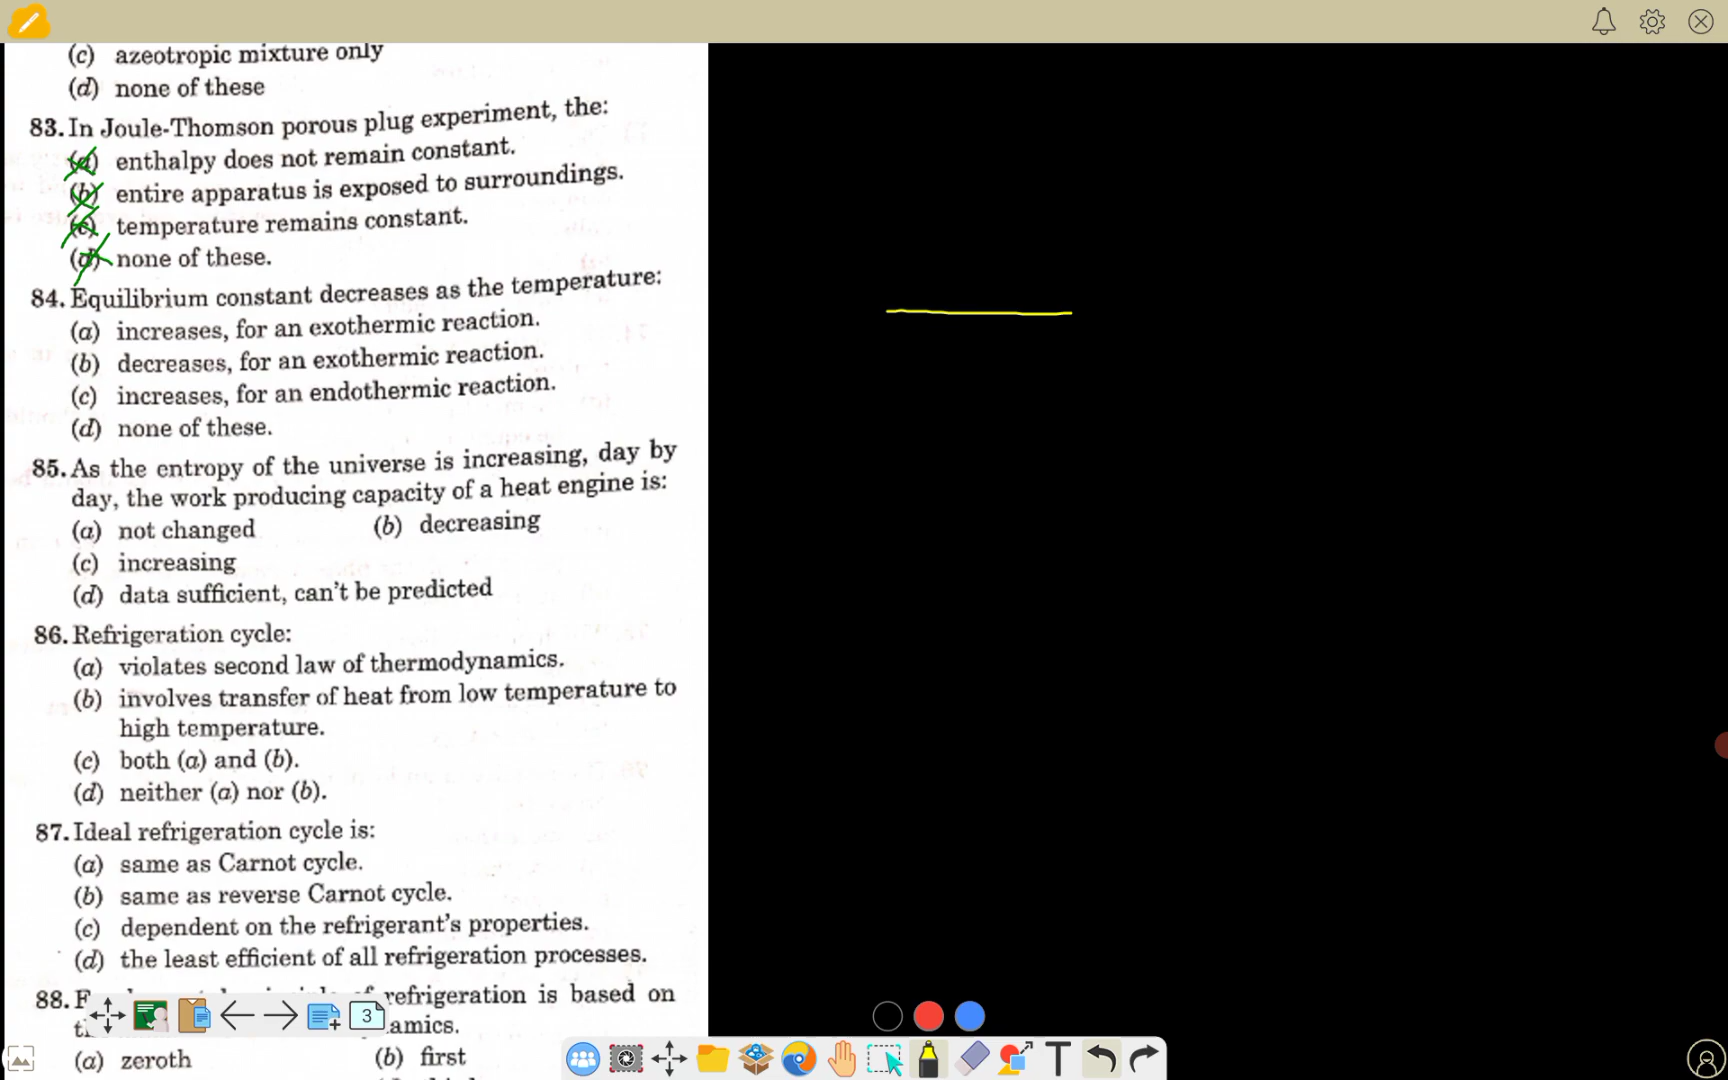 (c) azeotropic mixture only
(d) none of these
83. In Joule-Thomson porous plug experiment, the:
(a) enthalpy does not remain constant.
(b) entire apparatus is exposed to surroundings.
(c) temperature remains constant.
(d) none of these.
84. Equilibrium constant decreases as the temperature:
(a) increases, for an exothermic reaction.
(b) decreases, for an exothermic reaction.
(c) increases, for an endothermic reaction.
(d) none of these.
85. As the entropy of the universe is increasing, day by
day, the work producing capacity of a heat engine is:
(a) not changed (b) decreasing
(c) increasing
(d) data sufficient, can't be predicted
86. Refrigeration cycle:
(a) violates second law of thermodynamics.
(b) involves transfer of heat from low temperature to
high temperature.
(c) both (a) and (b).
(d) neither (a) nor (b).
87. Ideal refrigeration cycle is:
(a) same as Carnot cycle.
(b) same as reverse Carnot cycle.
(c) dependent on the refrigerant's properties.
(d) the least efficient of all refrigeration processes.
88. refrigeration is based on
3
(a) zeroth (b) first
T